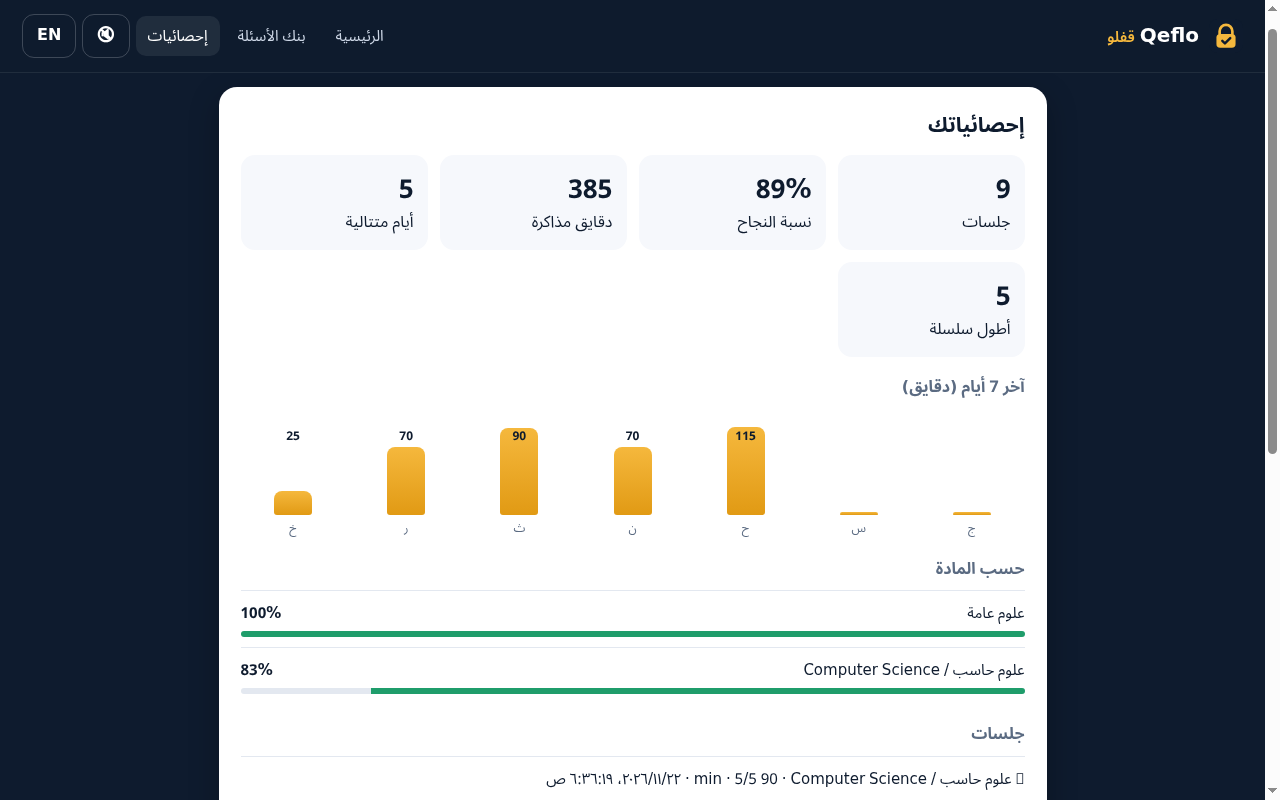 Qeflo قفلو
الرئيسية
بنك الأسئلة
إحصائيات
EN
إحصائياتك
9
جلسات
89%
نسبة النجاح
385
دقايق مذاكرة
5
أيام متتالية
5
أطول سلسلة
آخر 7 أيام (دقايق)
115
70
90
70
25
ج
س
ح
ن
ث
ر
خ
حسب المادة
علوم عامة
100%
علوم حاسب / Computer Science
83%
جلسات
علوم حاسب / Computer Science · 90 min · 5/5 · ٢٢‏/١١‏/٢٠٢٦، ٦:٣٦:١٩ ص